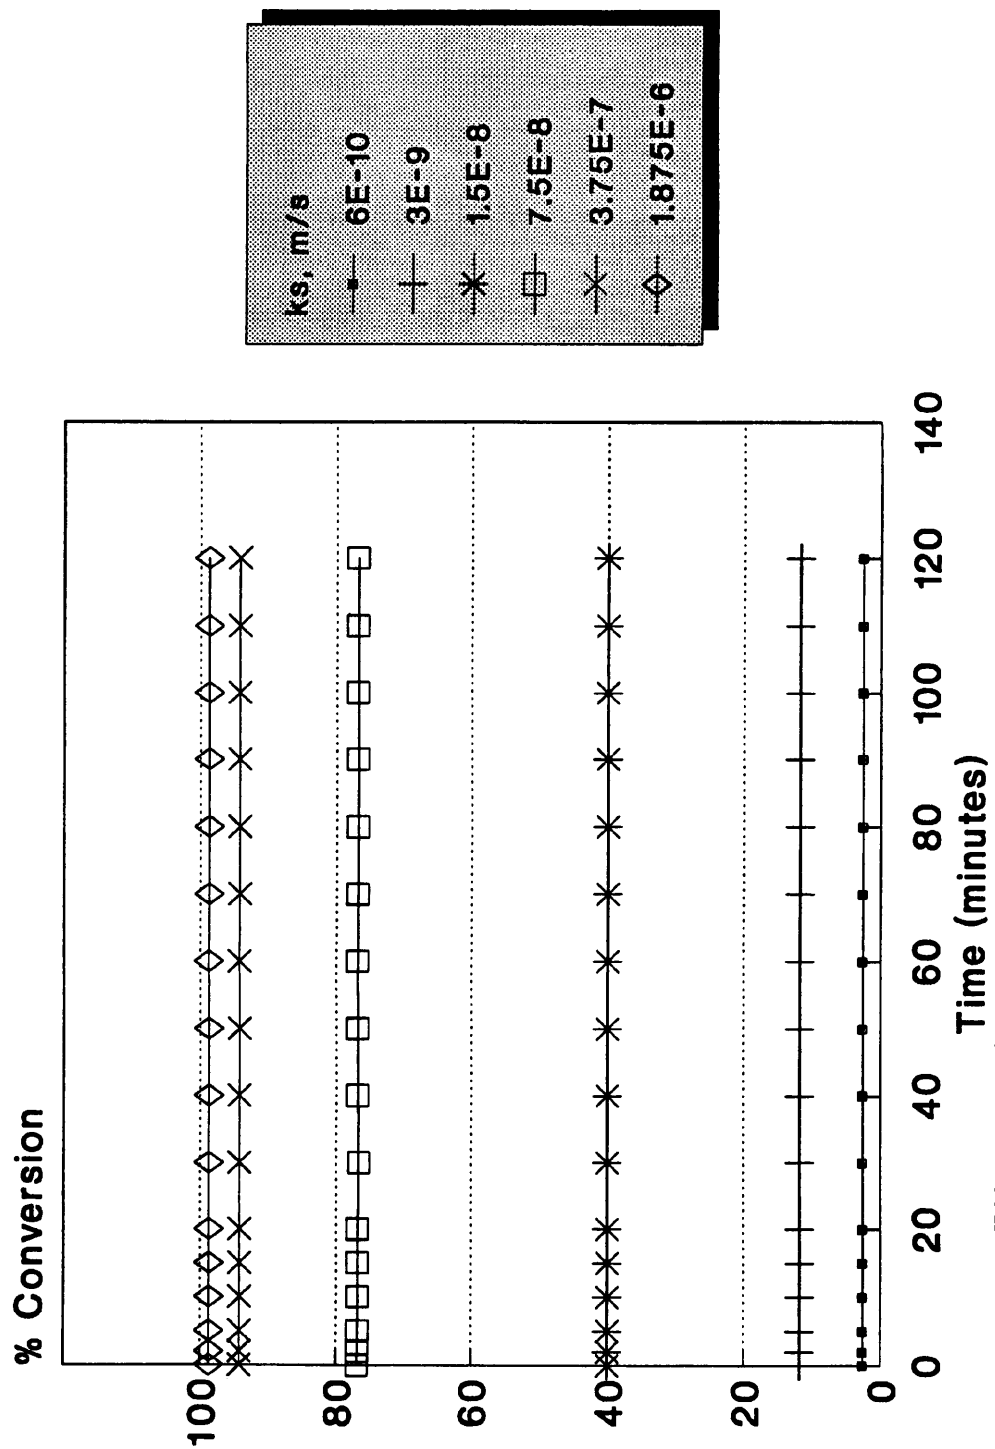 % Conversion
100
80
60
40
20
0
0 20 40 60 80 100 120 140
Time (minutes)
ks, m/s
6E-10
3E-9
1.5E-8
7.5E-8
3.75E-7
1.875E-6